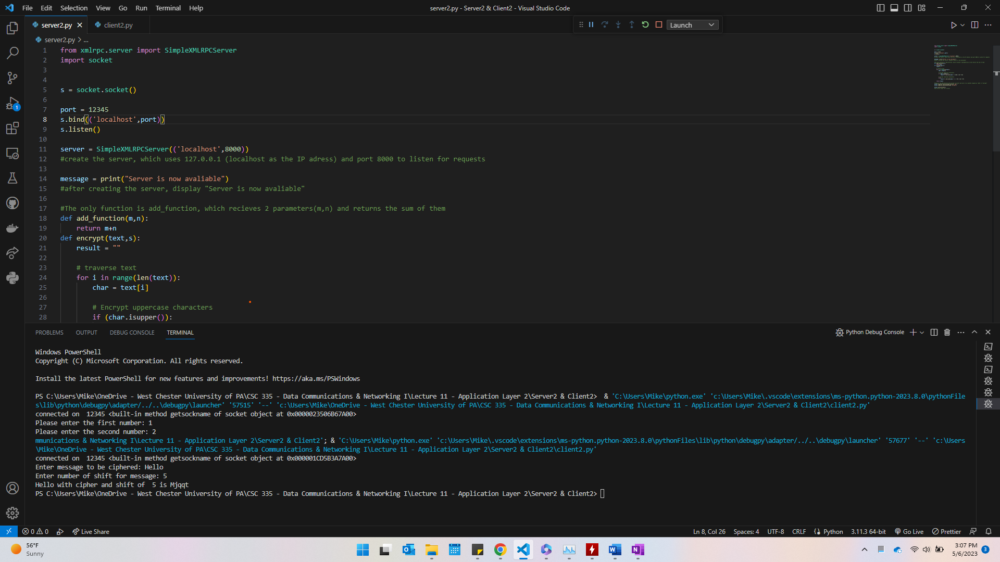 File Edit Selection View Go Run Terminal Help
server2.py - Server2 & Client2 - Visual Studio Code
server2.py client2.py
Launch
server2.py > ...
1 from xmlrpc.server import SimpleXMLRPCServer
2 import socket
3
4
5 s = socket.socket()
6
7 port = 12345
8 s.bind(('localhost',port))
9 s.listen()
10
11 server = SimpleXMLRPCServer(('localhost',8000))
12 #create the server, which uses 127.0.0.1 (localhost as the IP adress) and port 8000 to listen for requests
13
14 message = print("Server is now avaliable")
15 #after creating the server, display "Server is now avaliable"
16
17 #The only function is add_function, which recieves 2 parameters(m,n) and returns the sum of them
18 def add_function(m,n):
19 return m+n
20 def encrypt(text,s):
21 result = ""
22
23 # traverse text
24 for i in range(len(text)):
25 char = text[i]
26
27 # Encrypt uppercase characters
28 if (char.isupper()):
PROBLEMS OUTPUT DEBUG CONSOLE TERMINAL
Python Debug Console
Windows PowerShell
Copyright (C) Microsoft Corporation. All rights reserved.
Install the latest PowerShell for new features and improvements! https://aka.ms/PSWindows
PS C:\Users\Mike\OneDrive - West Chester University of PA\CSC 335 - Data Communications & Networking I\Lecture 11 - Application Layer 2\Server2 & Client2>  & 'C:\Users\Mike\python.exe' 'c:\Users\Mike\.vscode\extensions\ms-python.python-2023.8.0\pythonFile
s\lib\python\debugpy\adapter/../..\debugpy\launcher' '57515' '--' 'c:\Users\Mike\OneDrive - West Chester University of PA\CSC 335 - Data Communications & Networking I\Lecture 11 - Application Layer 2\Server2 & Client2\client2.py'
connected on  12345 <built-in method getsockname of socket object at 0x0000023506B67A00>
Please enter the first number: 1
Please enter the second number: 2
mmunications & Networking I\Lecture 11 - Application Layer 2\Server2 & Client2'; & 'C:\Users\Mike\python.exe' 'c:\Users\Mike\.vscode\extensions\ms-python.python-2023.8.0\pythonFiles\lib\python\debugpy\adapter/../..\debugpy\launcher' '57677' '--' 'c:\Users
\Mike\OneDrive - West Chester University of PA\CSC 335 - Data Communications & Networking I\Lecture 11 - Application Layer 2\Server2 & Client2\client2.py'
connected on  12345 <built-in method getsockname of socket object at 0x000001CD5B3A7A00>
Enter message to be ciphered: Hello
Enter number of shift for message: 5
Hello with cipher and shift of  5 is Mjqqt
PS C:\Users\Mike\OneDrive - West Chester University of PA\CSC 335 - Data Communications & Networking I\Lecture 11 - Application Layer 2\Server2 & Client2>
0 0 Live Share
Ln 8, Col 26 Spaces: 4 UTF-8 CRLF Python 3.11.3 64-bit Go Live Prettier
56°F
Sunny
3:07 PM
5/6/2023
3